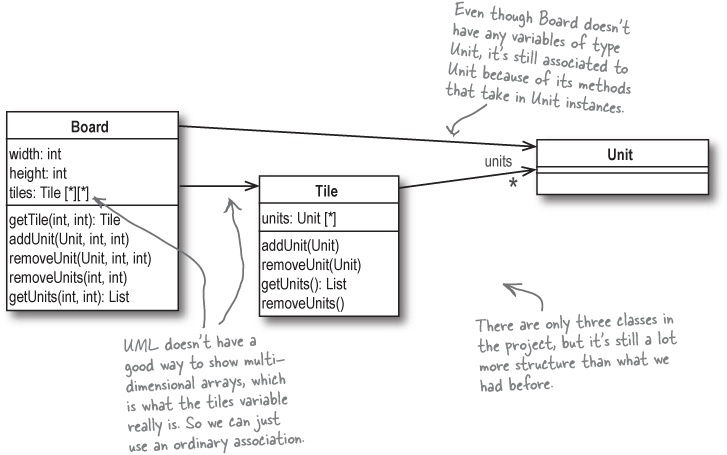 Even though Board doesn't
have any variables of type
Unit, it's still associated to
Unit because of its methods
that take in Unit instances.
Board
width: int
height: int
tiles: Tile [*][*]
getTile(int, int): Tile
addUnit(Unit, int, int)
removeUnit(Unit, int, int)
removeUnits(int, int)
getUnits(int, int): List
Tile
units: Unit [*]
addUnit(Unit)
removeUnit(Unit)
getUnits(): List
removeUnits()
units
*
Unit
UML doesn't have a
good way to show multi-
dimensional arrays, which
is what the tiles variable
really is. So we can just
use an ordinary association.
There are only three classes in
the project, but it's still a lot
more structure than what we
had before.